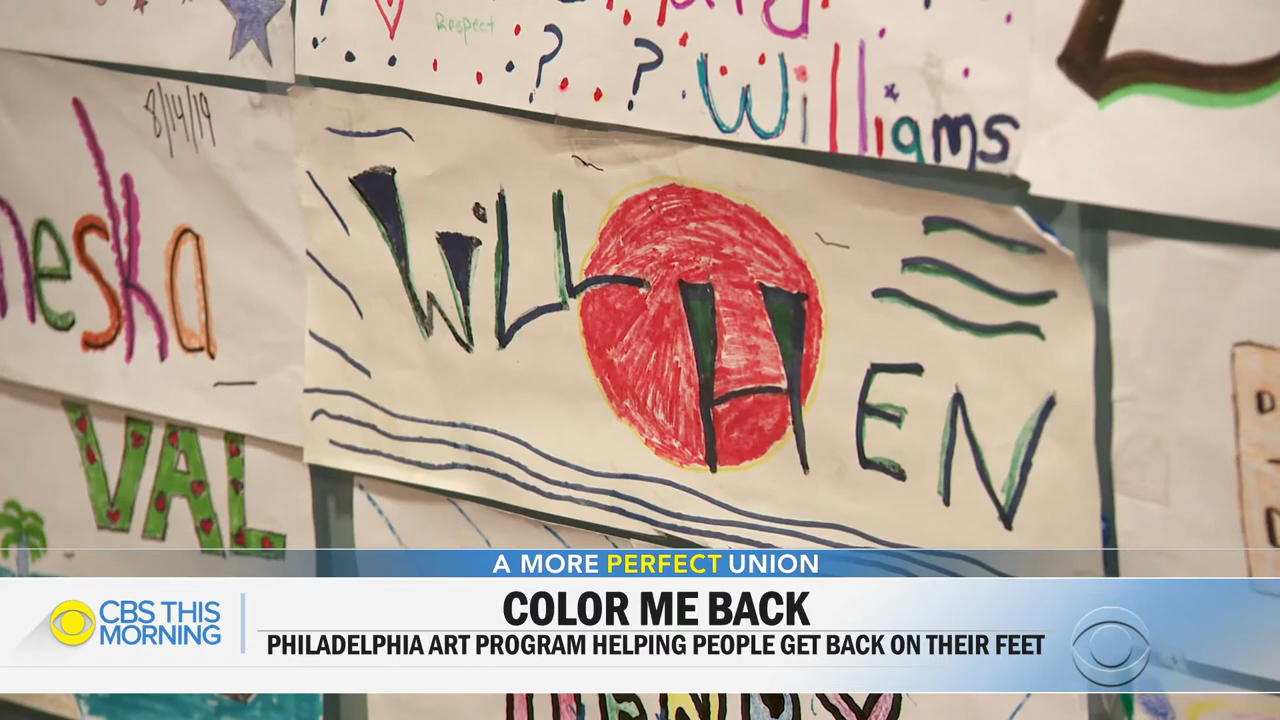 Respect
? ?
Williams
8/14/19
neska
WiLL
H
EN
VAL
A MORE PERFECT UNION
CBS THIS
MORNING
COLOR ME BACK
PHILADELPHIA ART PROGRAM HELPING PEOPLE GET BACK ON THEIR FEET